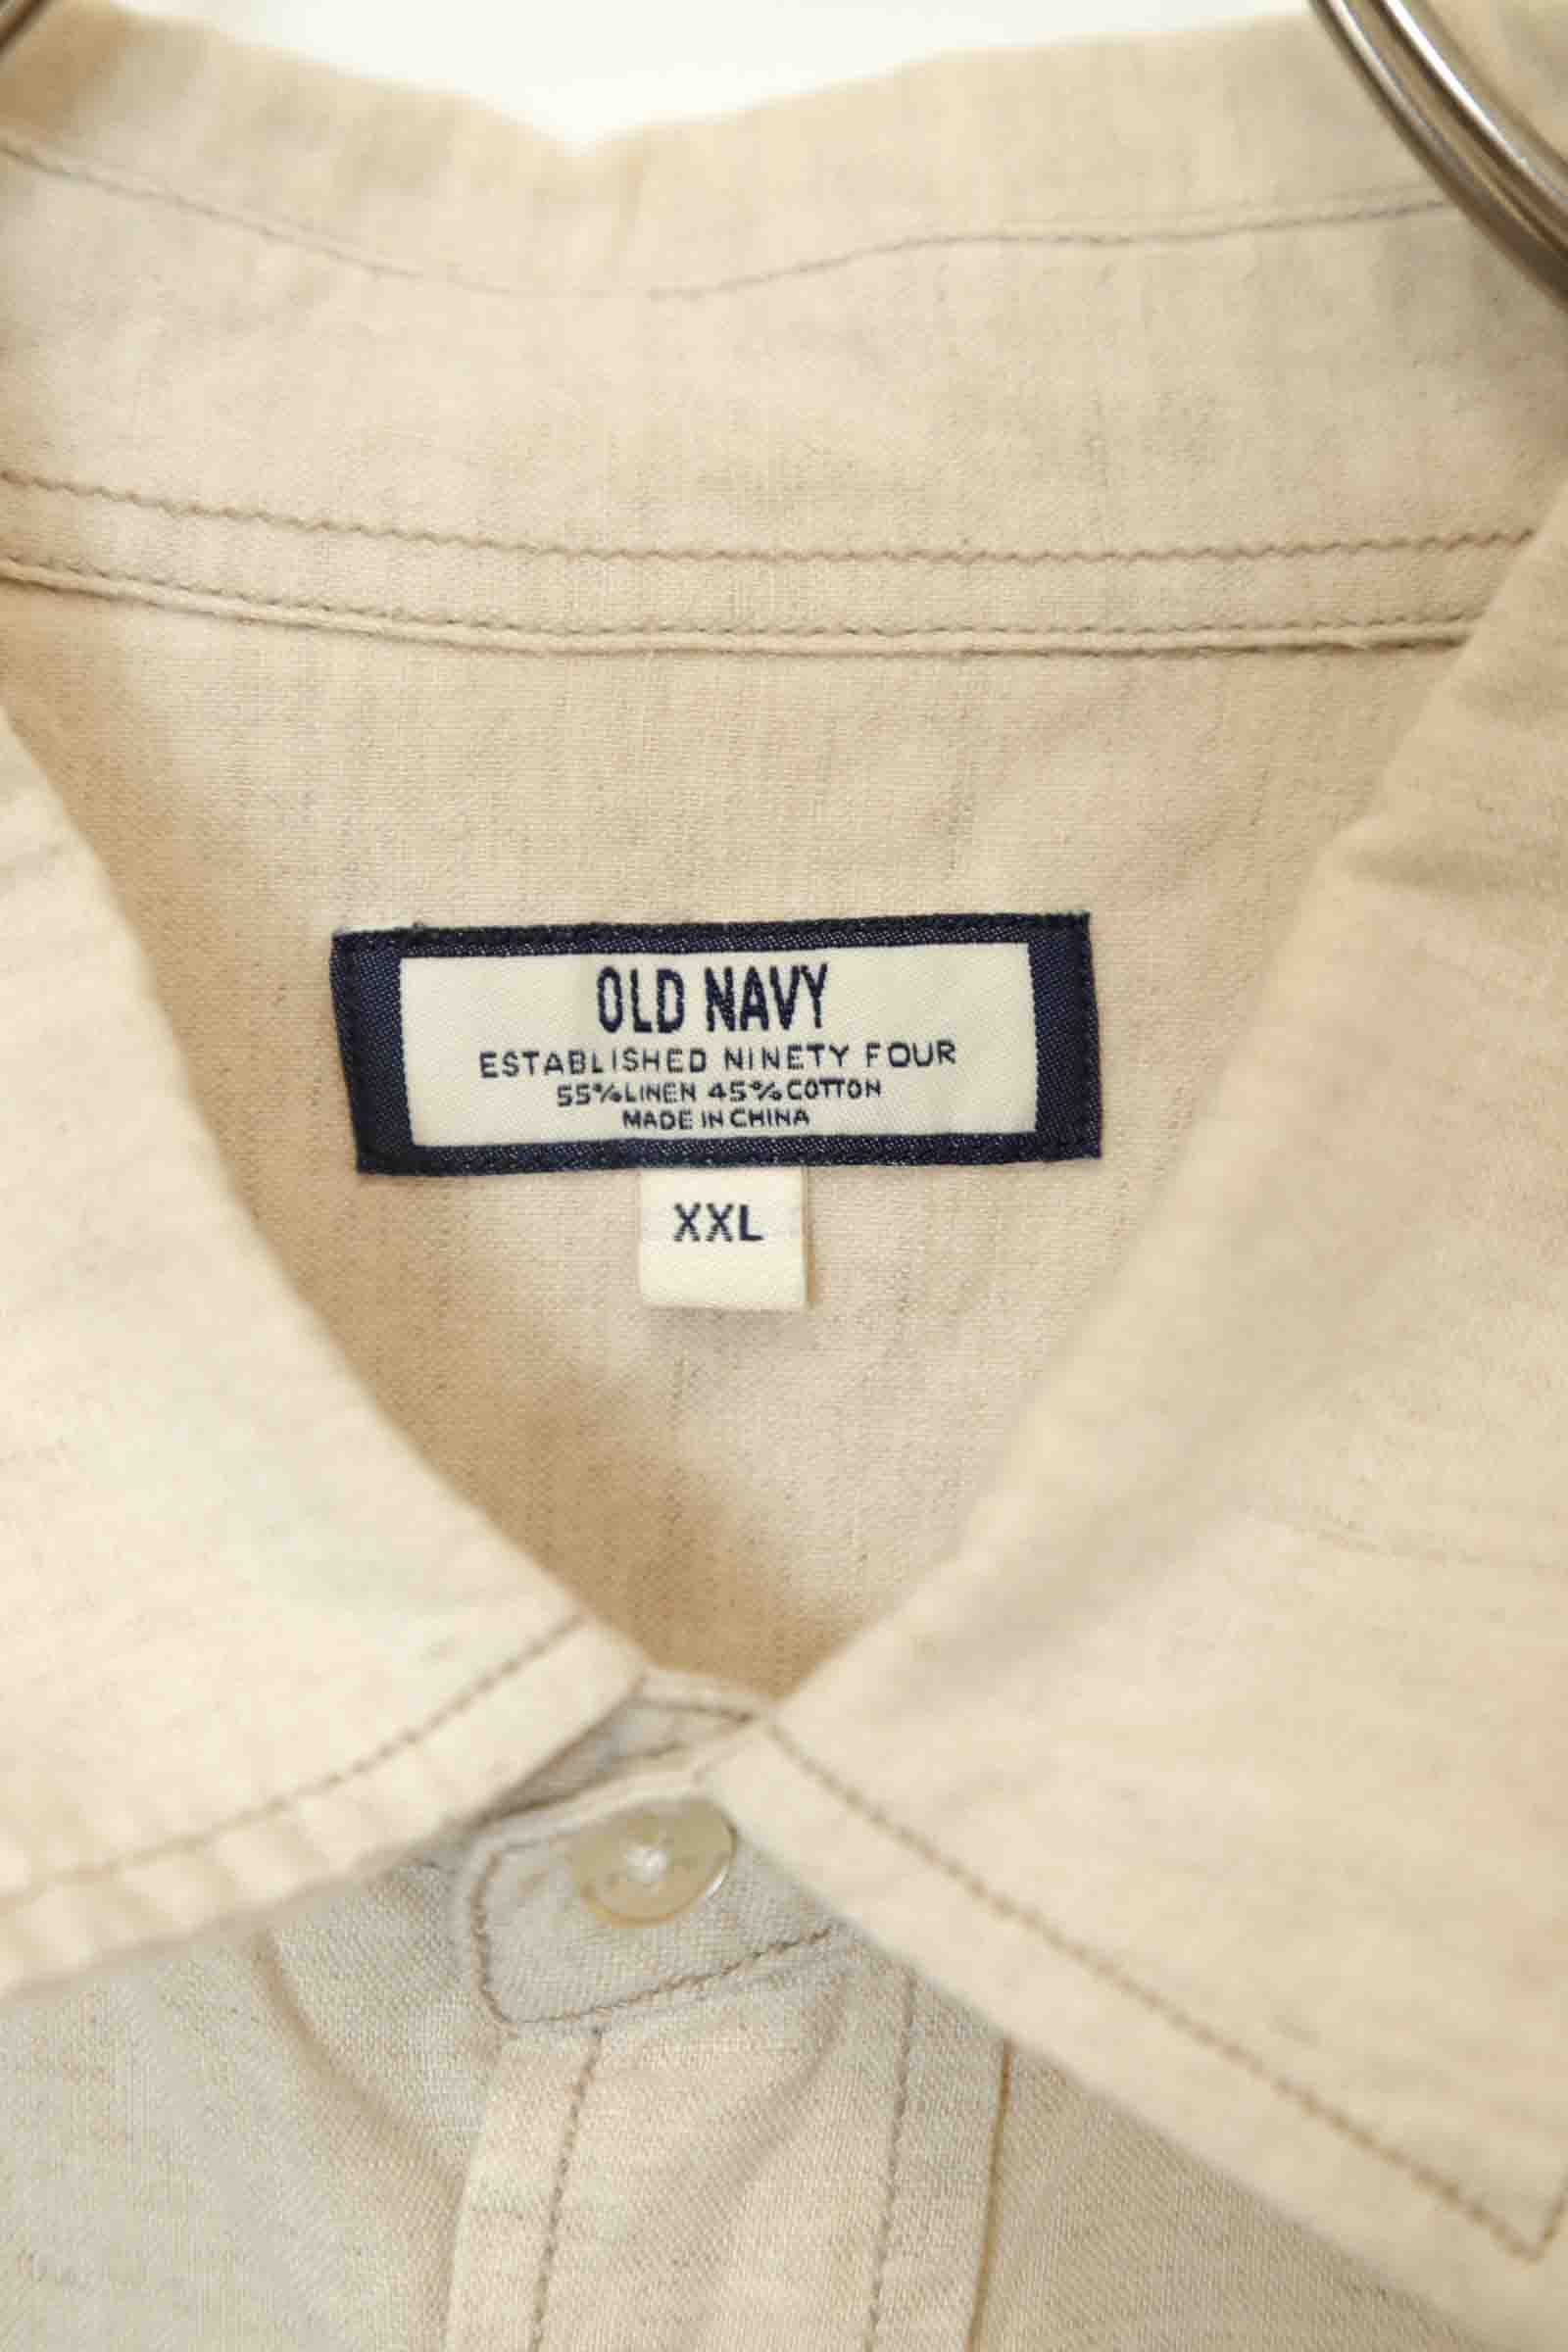 OLD NAVY
ESTABLISHED NINETY FOUR
55%LINEN 45%COTTON
MADE IN CHINA
XXL